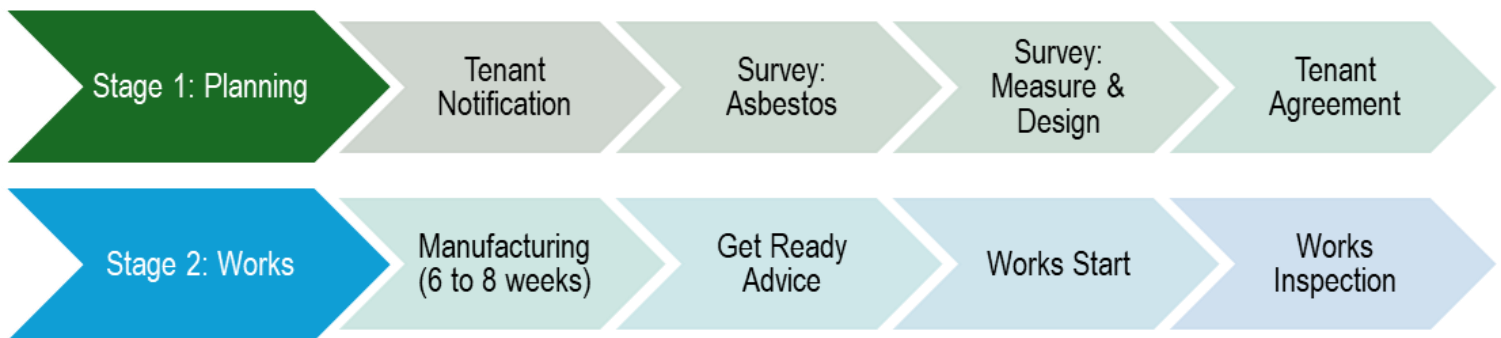 Stage 1: Planning
Tenant
Notification
Survey:
Asbestos
Survey:
Measure &
Design
Tenant
Agreement
Stage 2: Works
Manufacturing
(6 to 8 weeks)
Get Ready
Advice
Works Start
Works
Inspection